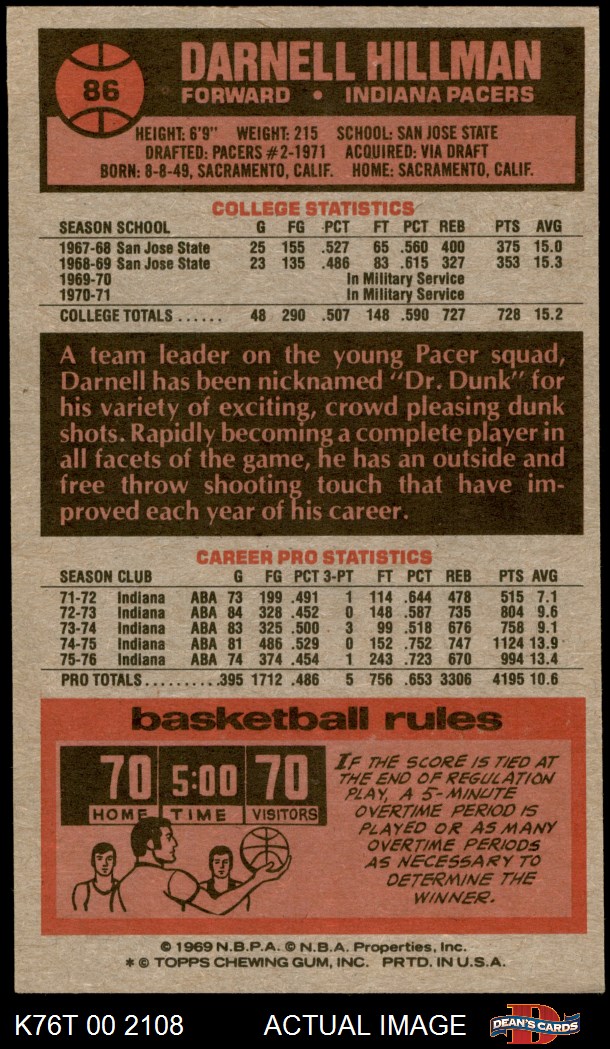 86
DARNELL HILLMAN
FORWARD • INDIANA PACERS
HEIGHT: 6'9" WEIGHT: 215 SCHOOL: SAN JOSE STATE
DRAFTED: PACERS #2-1971 ACQUIRED: VIA DRAFT
BORN: 8-8-49, SACRAMENTO, CALIF. HOME: SACRAMENTO, CALIF.
COLLEGE STATISTICS
SEASON SCHOOL G FG PCT FT PCT REB PTS AVG
1967-68 San Jose State 25 155 .527 65 .560 400 375 15.0
1968-69 San Jose State 23 135 .486 83 .615 327 353 15.3
1969-70 In Military Service
1970-71 In Military Service
COLLEGE TOTALS ...... 48 290 .507 148 .590 727 728 15.2
A team leader on the young Pacer squad,
Darnell has been nicknamed "Dr. Dunk" for
his variety of exciting, crowd pleasing dunk
shots. Rapidly becoming a complete player in
all facets of the game, he has an outside and
free throw shooting touch that have im-
proved each year of his career.
CAREER PRO STATISTICS
SEASON CLUB G FG PCT 3-PT FT PCT REB PTS AVG
71-72 Indiana ABA 73 199 .491 1 114 .644 478 515 7.1
72-73 Indiana ABA 84 328 .452 0 148 .587 735 804 9.6
73-74 Indiana ABA 83 325 .500 3 99 .518 676 758 9.1
74-75 Indiana ABA 81 486 .529 0 152 .752 747 1124 13.9
75-76 Indiana ABA 74 374 .454 1 243 .723 670 994 13.4
PRO TOTALS..........395 1712 .486 5 756 .653 3306 4195 10.6
basketball rules
70 5:00 70
HOME TIME VISITORS
IF THE SCORE IS TIED AT
THE END OF REGULATION
PLAY, A 5-MINUTE
OVERTIME PERIOD IS
PLAYED OR AS MANY
OVERTIME PERIODS
AS NECESSARY TO
DETERMINE THE
WINNER.
© 1969 N.B.P.A. © N.B.A. Properties, Inc.
* © TOPPS CHEWING GUM, INC. PRTD. IN U.S.A.
K76T 00 2108 ACTUAL IMAGE D DEAN'S CARDS